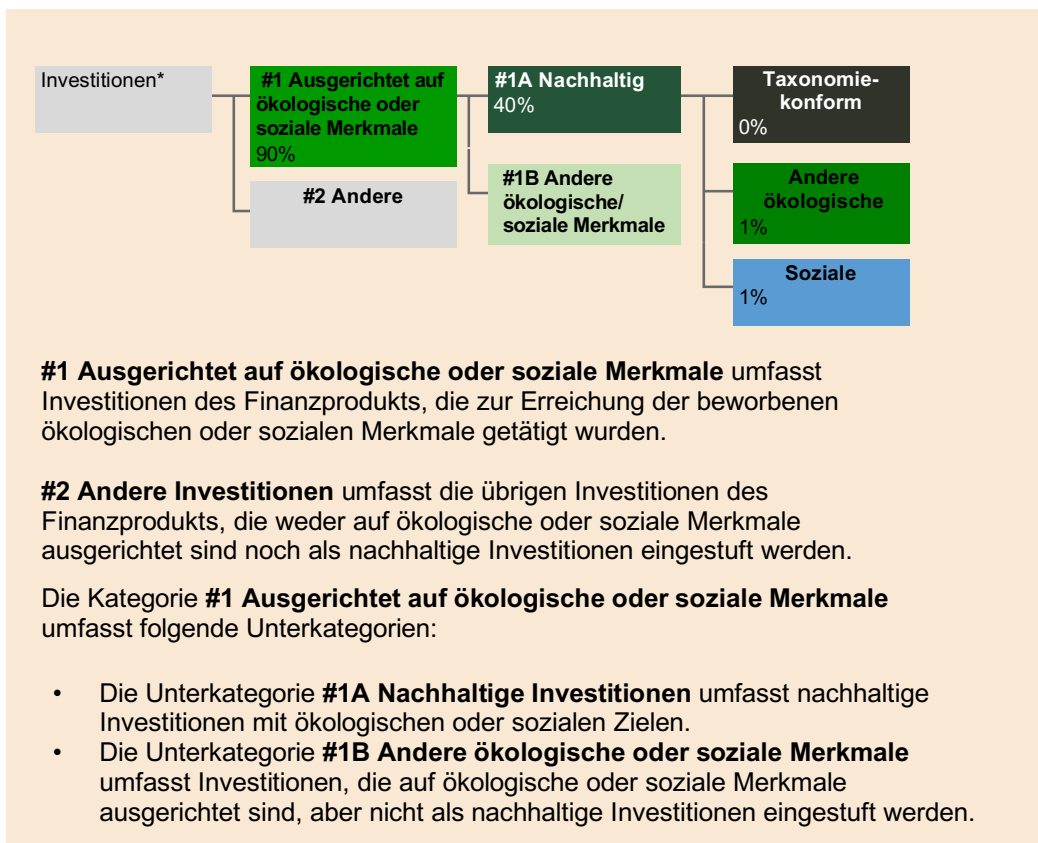 Investitionen*
#1 Ausgerichtet auf
ökologische oder
soziale Merkmale
90%
#2 Andere
#1A Nachhaltig
40%
#1B Andere
ökologische/
soziale Merkmale
Taxonomie-
konform
0%
Andere
ökologische
1%
Soziale
1%
#1 Ausgerichtet auf ökologische oder soziale Merkmale umfasst
Investitionen des Finanzprodukts, die zur Erreichung der beworbenen
ökologischen oder sozialen Merkmale getätigt wurden.
#2 Andere Investitionen umfasst die übrigen Investitionen des
Finanzprodukts, die weder auf ökologische oder soziale Merkmale
ausgerichtet sind noch als nachhaltige Investitionen eingestuft werden.
Die Kategorie #1 Ausgerichtet auf ökologische oder soziale Merkmale
umfasst folgende Unterkategorien:
• Die Unterkategorie #1A Nachhaltige Investitionen umfasst nachhaltige
Investitionen mit ökologischen oder sozialen Zielen.
• Die Unterkategorie #1B Andere ökologische oder soziale Merkmale
umfasst Investitionen, die auf ökologische oder soziale Merkmale
ausgerichtet sind, aber nicht als nachhaltige Investitionen eingestuft werden.